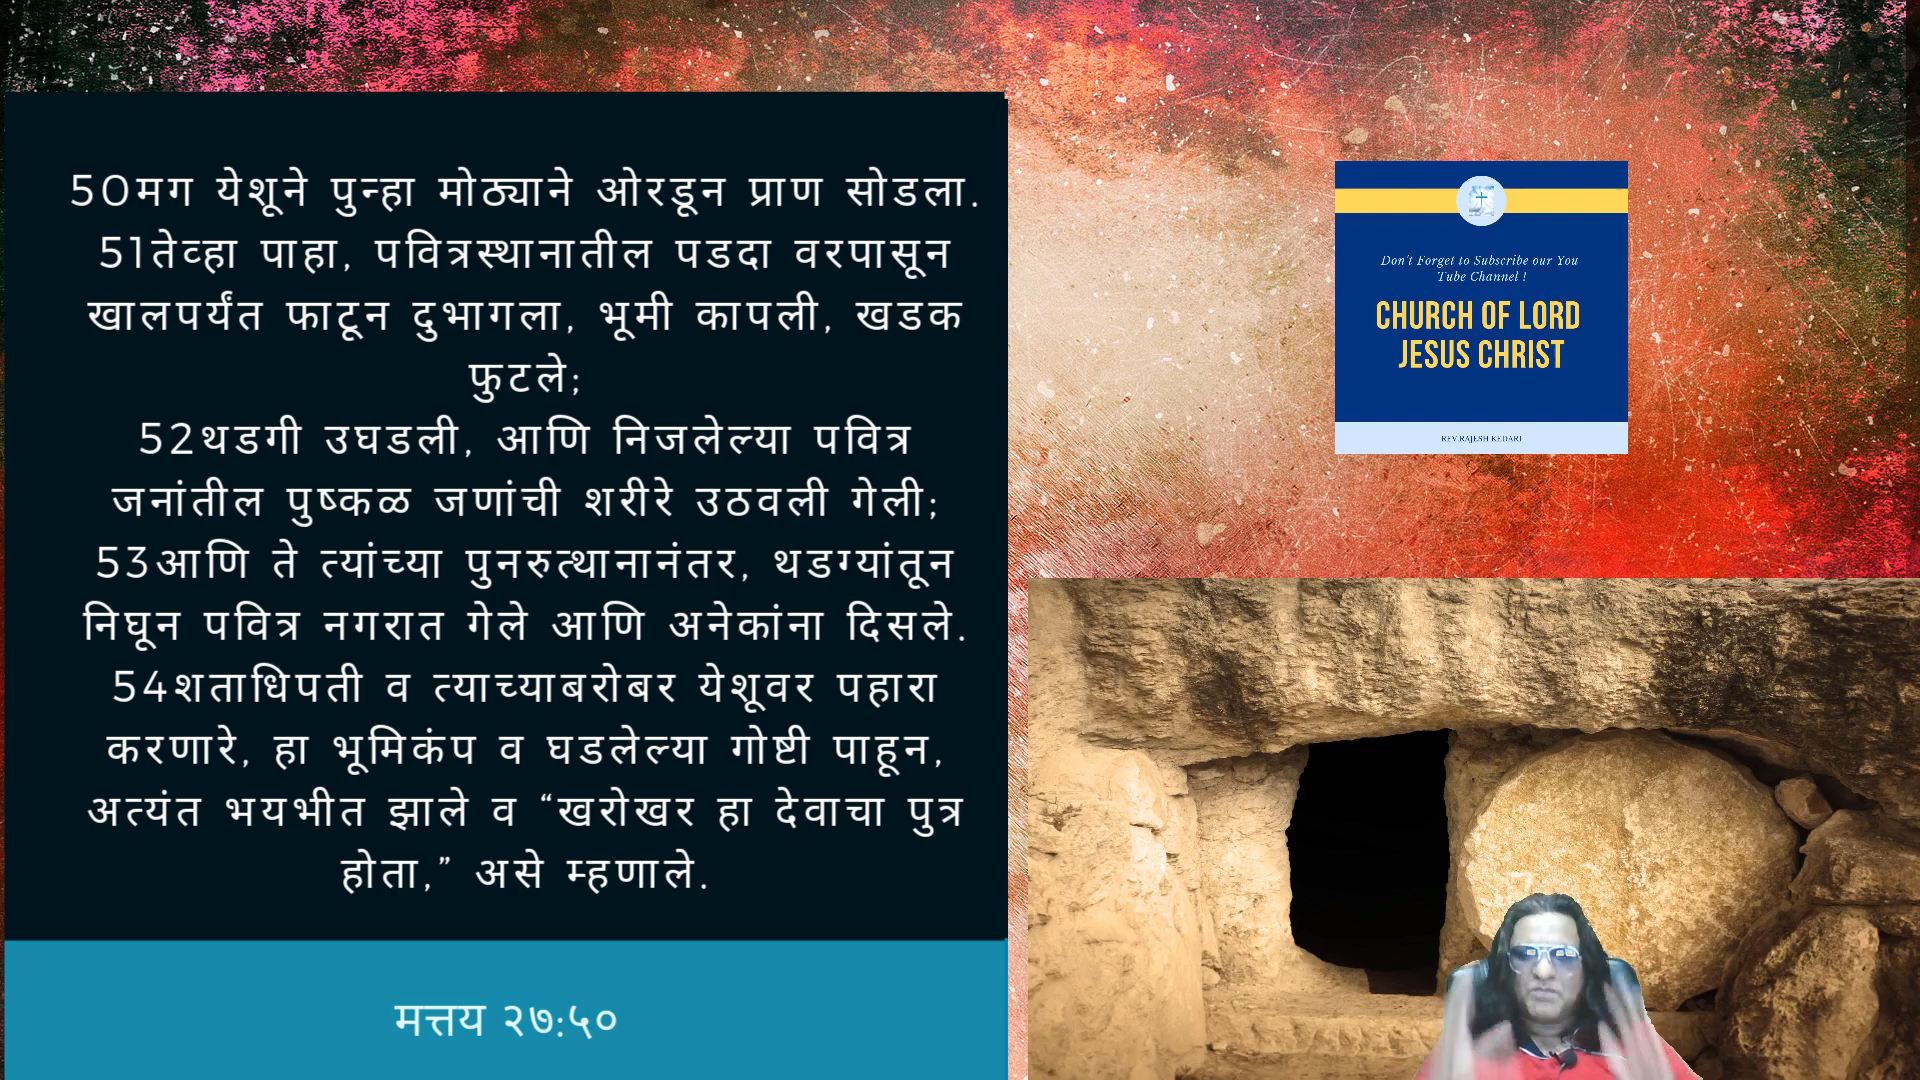 50मग येशूने पुन्हा मोठ्याने ओरडून प्राण सोडला.
51तेव्हा पाहा, पवित्रस्थानातील पडदा वरपासून
खालपर्यंत फाटून दुभागला, भूमी कापली, खडक
फुटले;
52थडगी उघडली, आणि निजलेल्या पवित्र
जनांतील पुष्कळ जणांची शरीरे उठवली गेली;
53आणि ते त्यांच्या पुनरुत्थानानंतर, थडग्यांतून
निघून पवित्र नगरात गेले आणि अनेकांना दिसले.
54शताधिपती व त्याच्याबरोबर येशूवर पहारा
करणारे, हा भूमिकंप व घडलेल्या गोष्टी पाहून,
अत्यंत भयभीत झाले व “खरोखर हा देवाचा पुत्र
होता,” असे म्हणाले.
मत्तय २७:५०
Don't Forget to Subscribe our You
Tube Channel !
CHURCH OF LORD
JESUS CHRIST
REV.RAJESH KEDARI